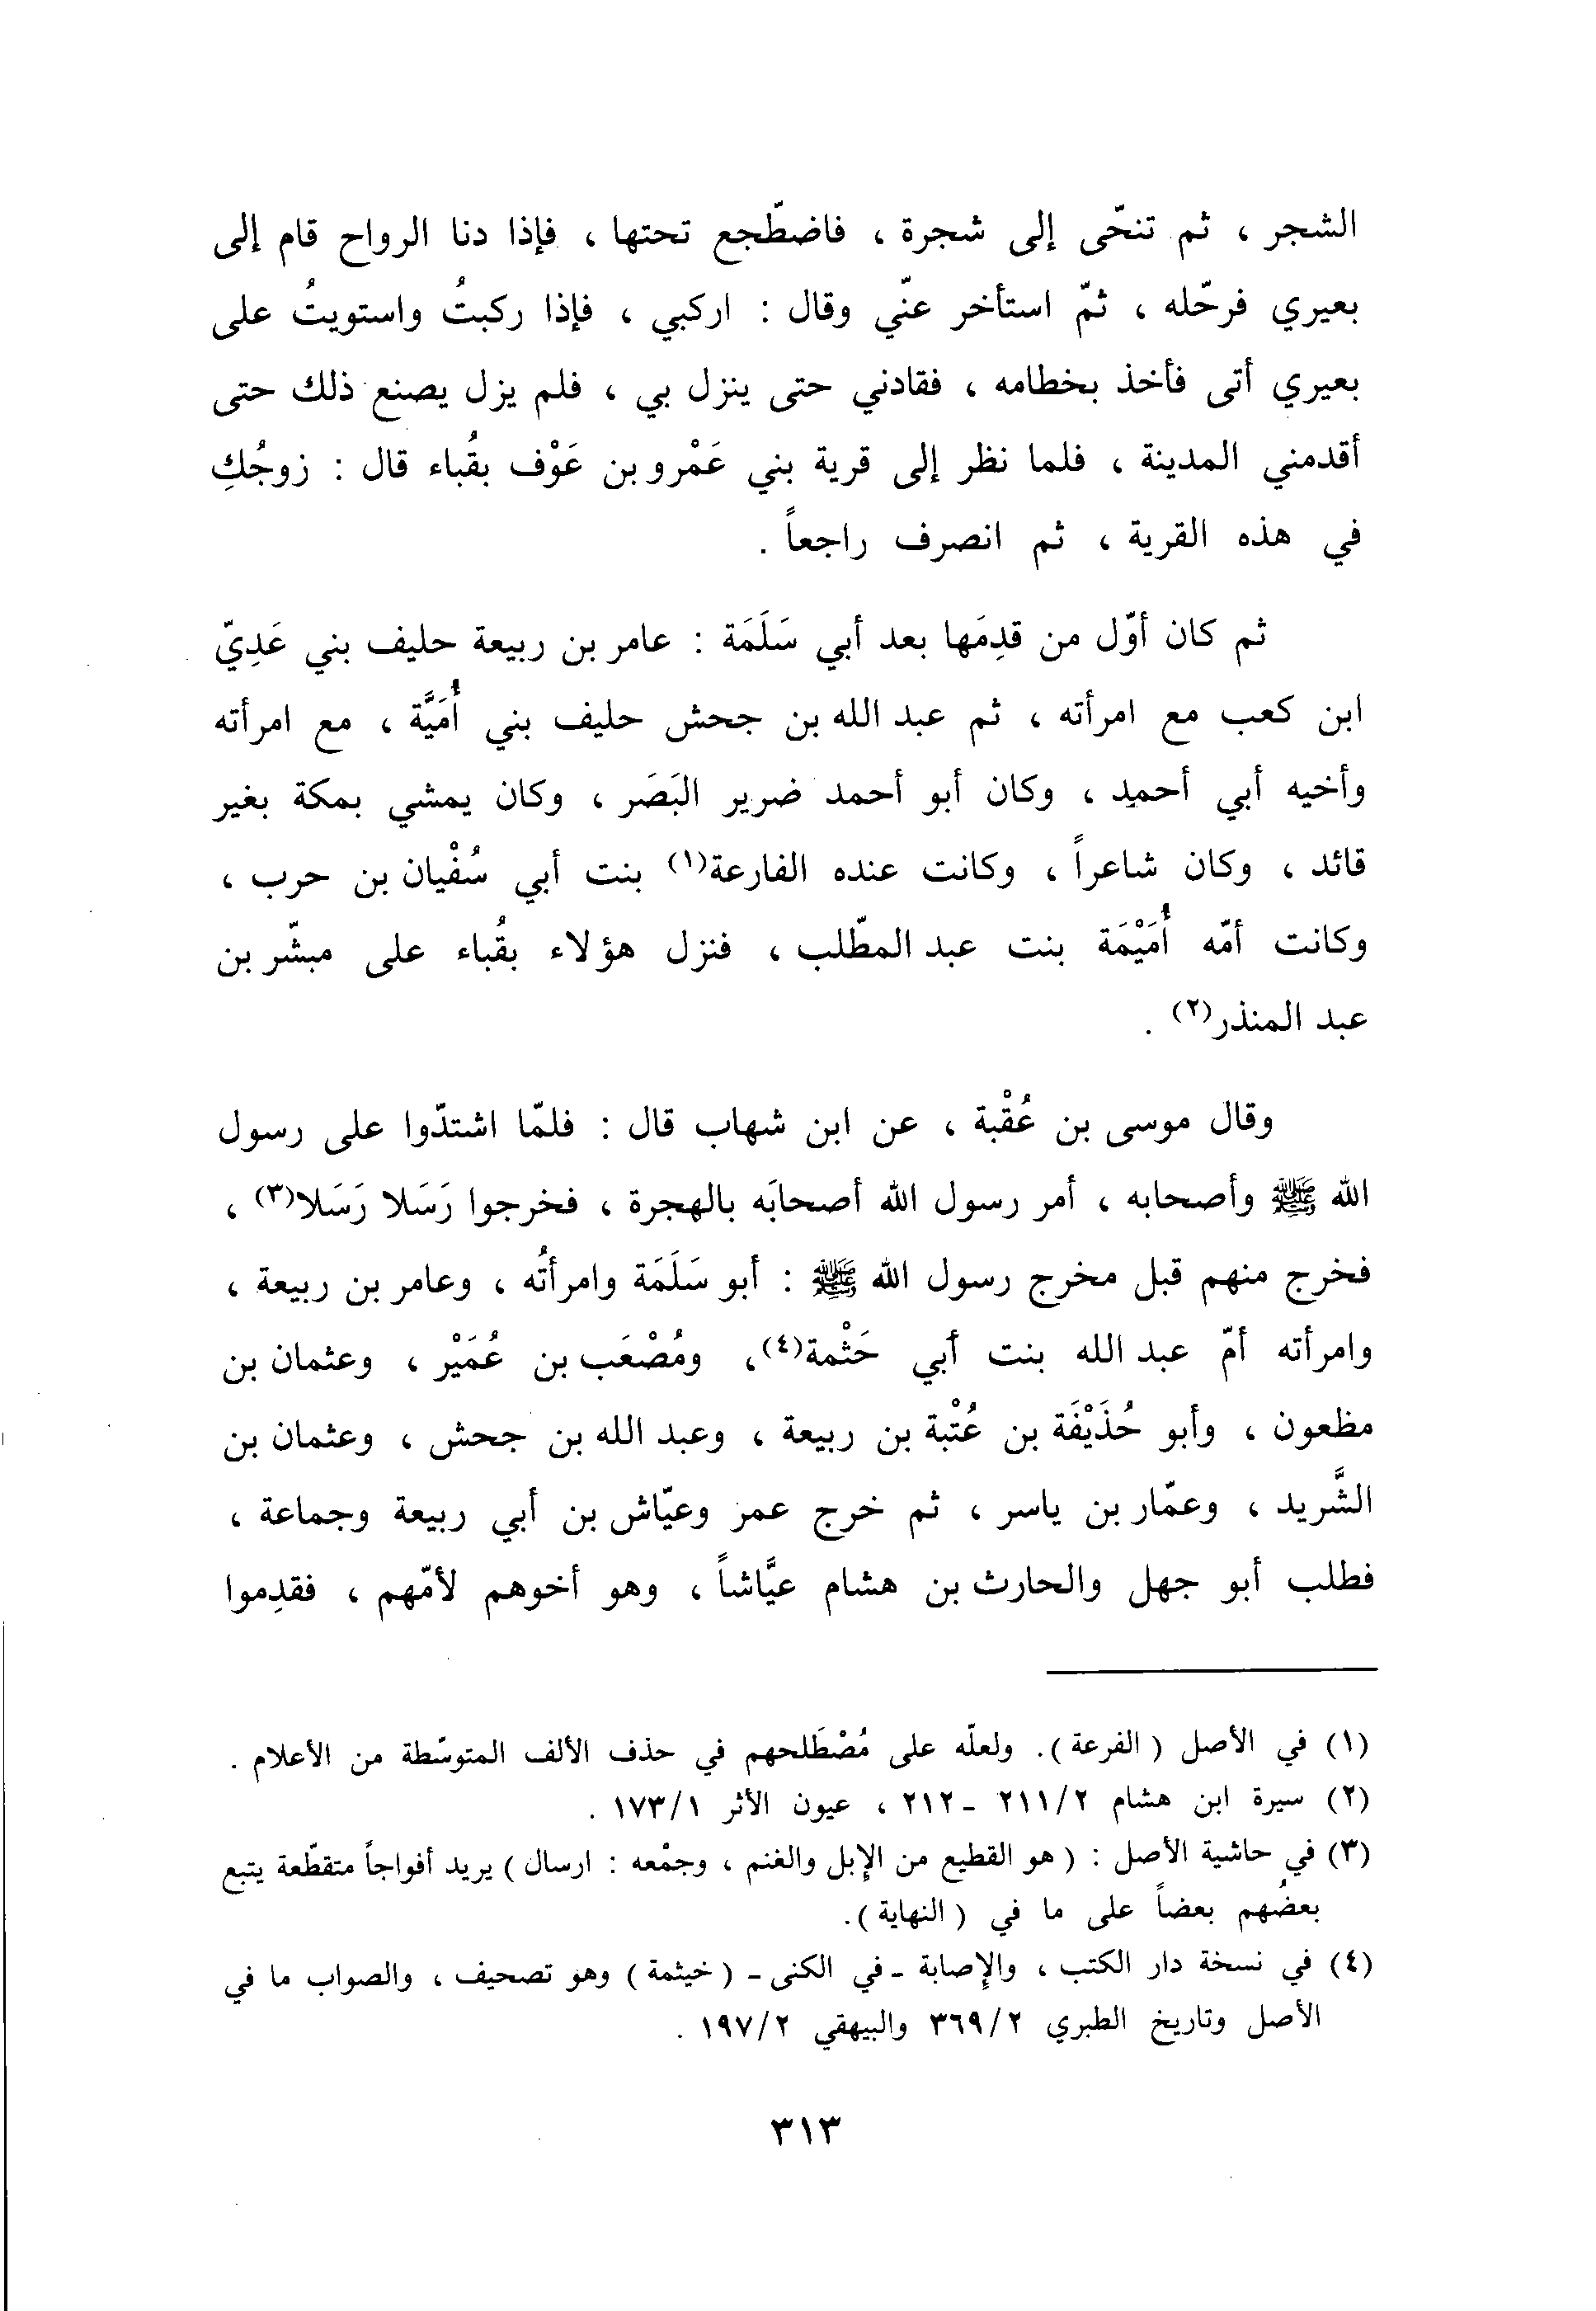 الشجر ، ثم تنحّى إلى شجرة ، فاضطّجع تحتها ، فإذا دنا الرواح قام إلى
بعيري فرحّله ، ثمّ استأخر عنّي وقال : اركبي ، فإذا ركبتُ واستويتُ على
بعيري أتى فأخذ بخطامه ، فقادني حتى ينزل بي ، فلم يزل يصنع ذلك حتى
أقدمني المدينة ، فلما نظر إلى قرية بني عَمْرو بن عَوْف بقُباء قال : زوجُكِ
في هذه القرية ، ثم انصرف راجعاً .
ثم كان أوّل من قدِمَها بعد أبي سَلَمَة : عامر بن ربيعة حليف بني عَدِيّ
ابن كعب مع امرأته ، ثم عبد الله بن جحش حليف بني أُمَيَّة ، مع امرأته
وأخيه أبي أحمد ، وكان أبو أحمد ضرير البَصَر ، وكان يمشي بمكة بغير
قائد ، وكان شاعراً ، وكانت عنده الفارعة(١) بنت أبي سُفْيان بن حرب ،
وكانت أمّه أُمَيْمَة بنت عبد المطّلب ، فنزل هؤلاء بقُباء على مبشّر بن
عبد المنذر(٢) .
وقال موسى بن عُقْبة ، عن ابن شهاب قال : فلمّا اشتدّوا على رسول
الله ﷺ وأصحابه ، أمر رسول الله أصحابَه بالهجرة ، فخرجوا رَسَلا رَسَلا(٣) ،
فخرج منهم قبل مخرج رسول الله ﷺ : أبو سَلَمَة وامرأتُه ، وعامر بن ربيعة ،
وامرأته أمّ عبد الله بنت أبي حَثْمة(٤)، ومُصْعَب بن عُمَيْر ، وعثمان بن
مظعون ، وأبو حُذَيْفَة بن عُتْبة بن ربيعة ، وعبد الله بن جحش ، وعثمان بن
الشَّريد ، وعمّار بن ياسر ، ثم خرج عمر وعيّاش بن أبي ربيعة وجماعة ،
فطلب أبو جهل والحارث بن هشام عيَّاشاً ، وهو أخوهم لأمّهم ، فقدِموا
(١) في الأصل ( الفرعة ). ولعلّه على مُصْطَلحهم في حذف الألف المتوسّطة من الأعلام .
(٢) سيرة ابن هشام ٢/ ٢١١ - ٢١٢ ، عيون الأثر ١/ ١٧٣ .
(٣) في حاشية الأصل : ( هو القطيع من الإبل والغنم ، وجمْعه : ارسال ) يريد أفواجاً متقطّعة يتبع
بعضُهم بعضاً على ما في ( النهاية ).
(٤) في نسخة دار الكتب ، والإصابة - في الكنى - ( خيثمة ) وهو تصحيف ، والصواب ما في
الأصل وتاريخ الطبري ٢/ ٣٦٩ والبيهقي ٢/ ١٩٧ .
٣١٣